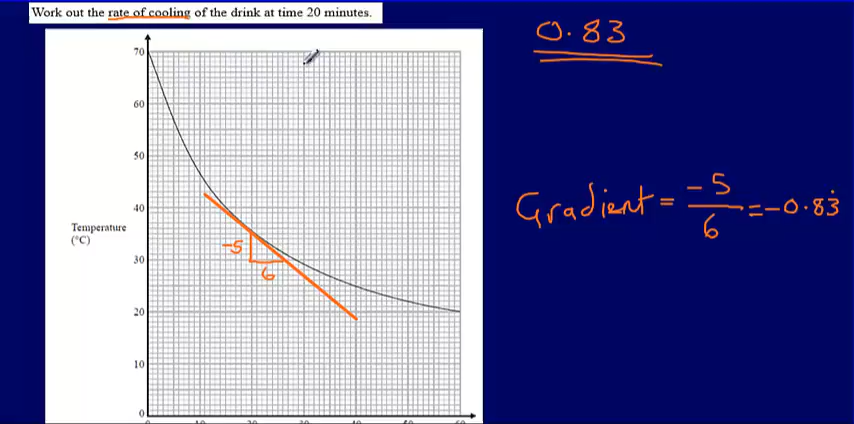 Work out the rate of cooling of the drink at time 20 minutes.
0.83
70
60
50
40
Temperature
(°C)
30
20
10
0
-5
6
Gradient = -5/6 = -0.83̇